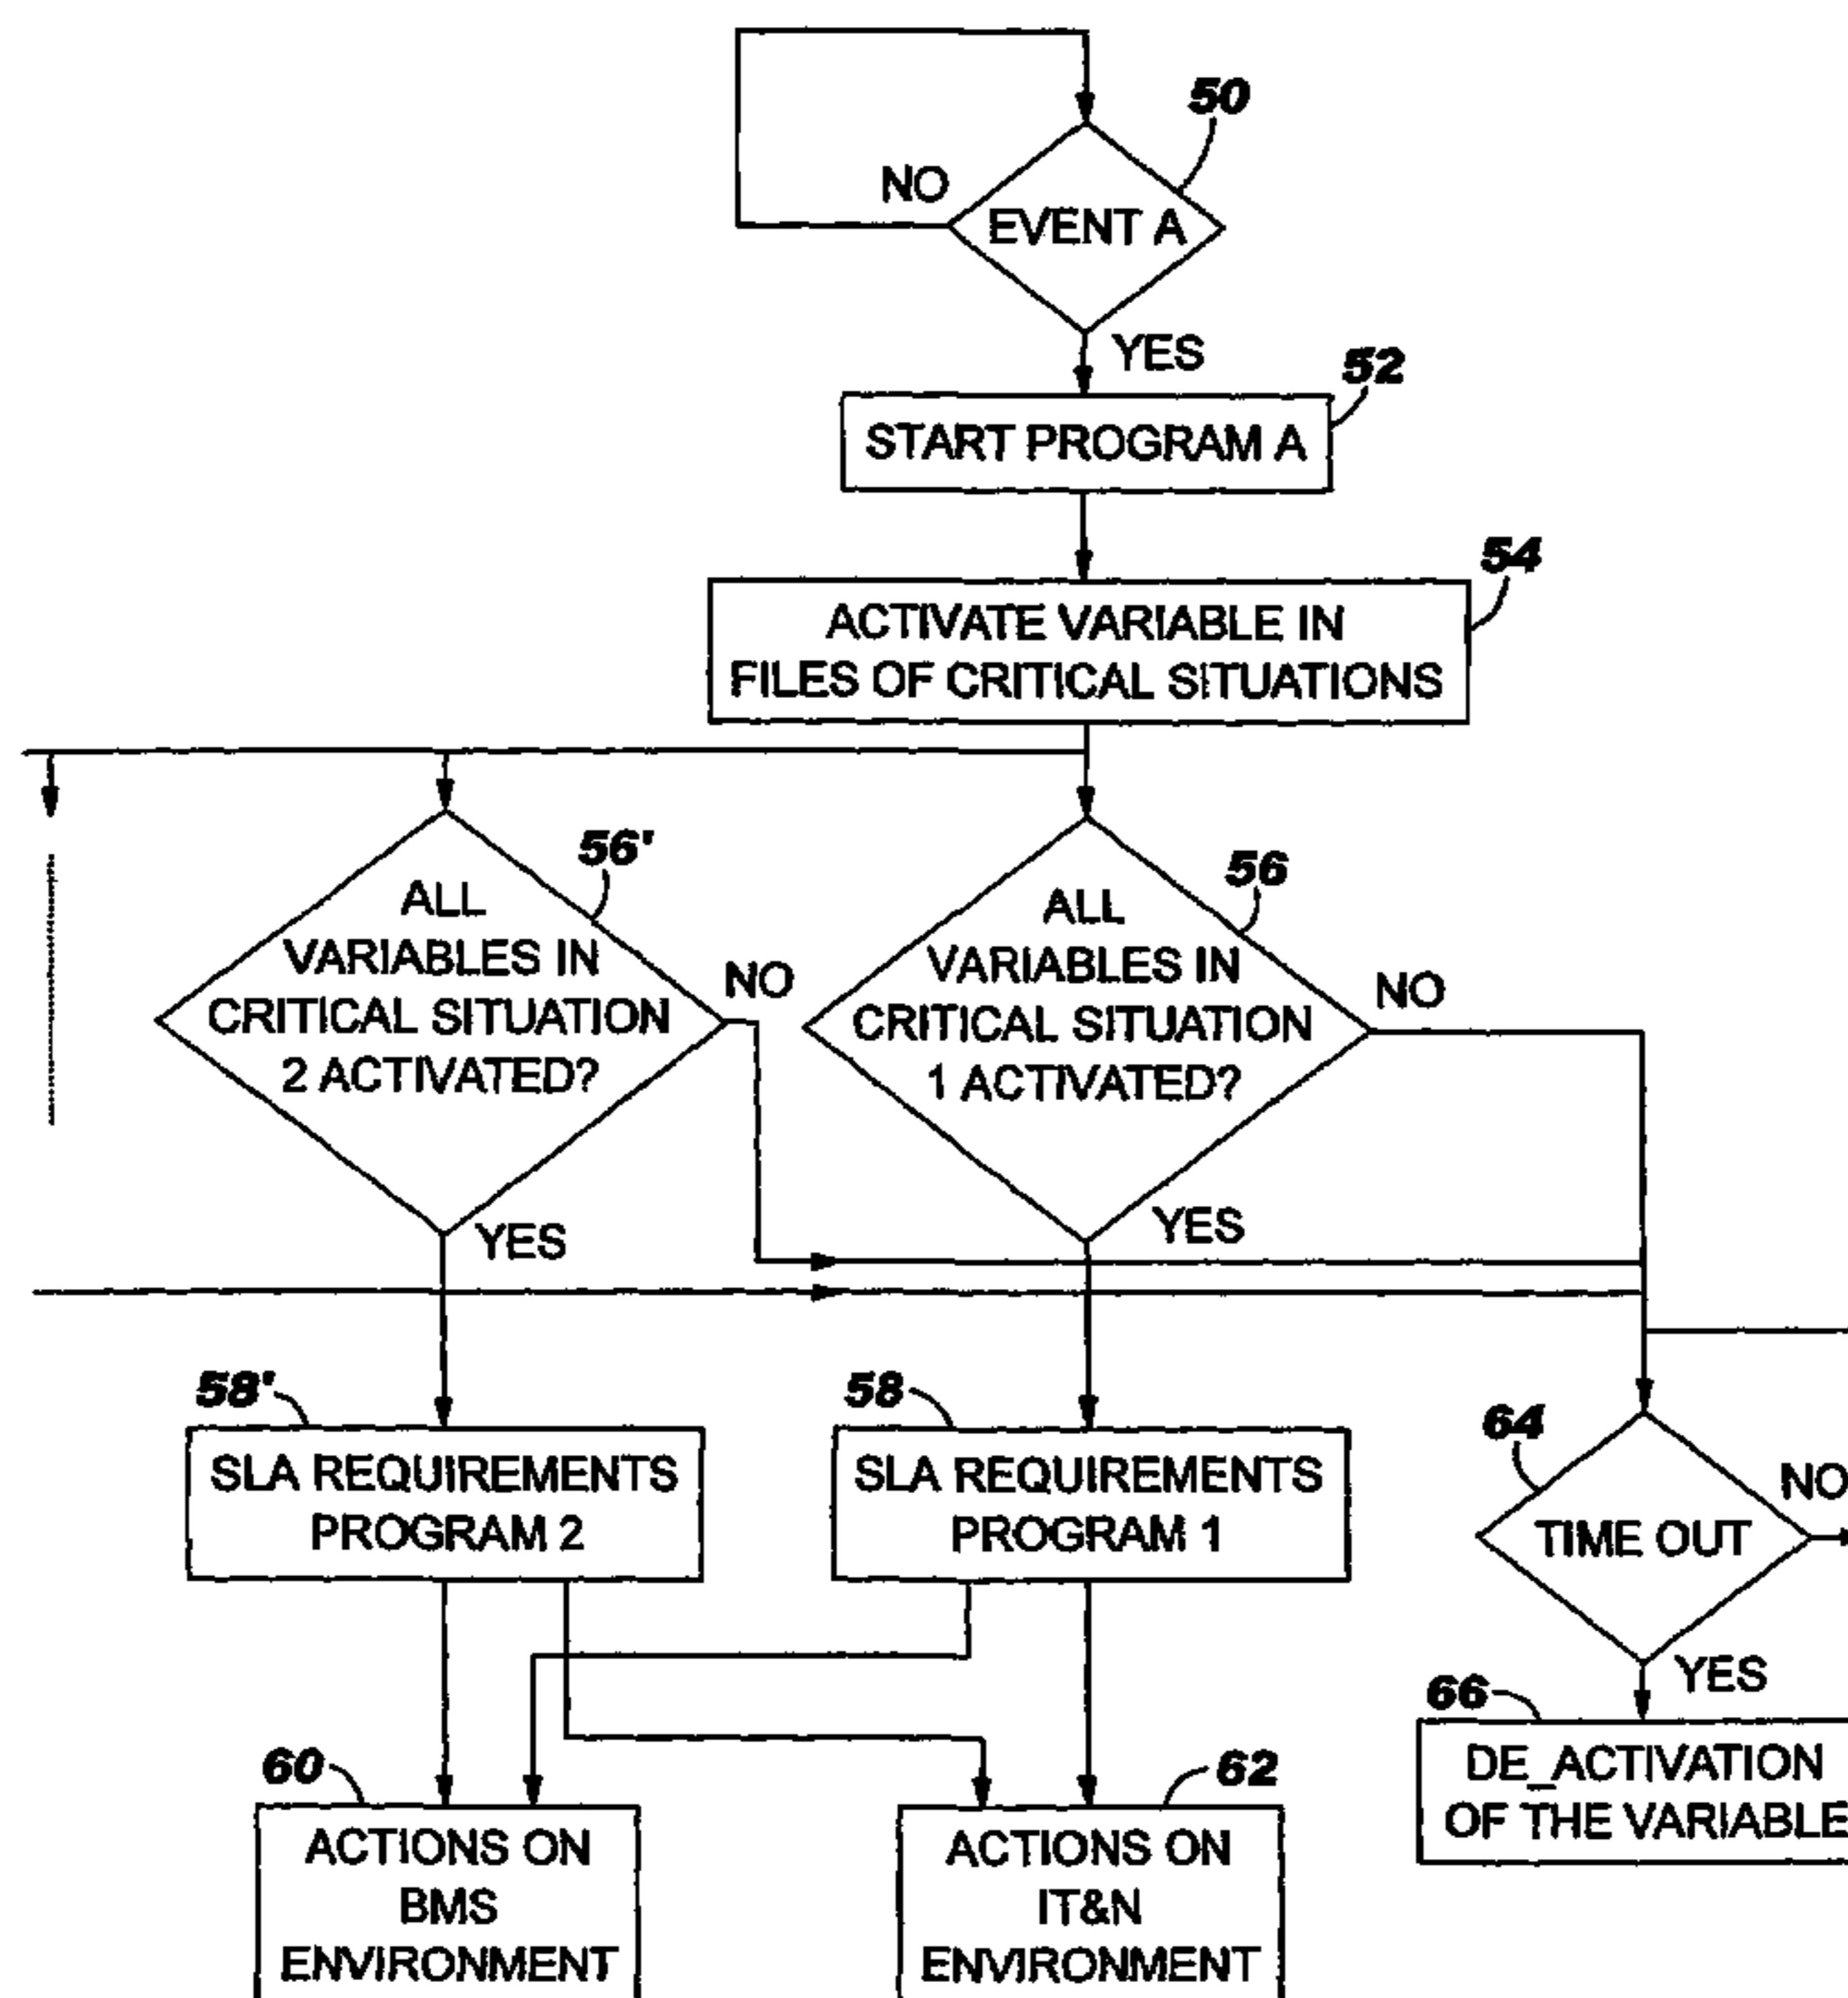 50
NO
EVENT A
YES
52
START PROGRAM A
54
ACTIVATE VARIABLE IN
FILES OF CRITICAL SITUATIONS
56'
ALL
VARIABLES IN
CRITICAL SITUATION
2 ACTIVATED?
NO
YES
56
ALL
VARIABLES IN
CRITICAL SITUATION
1 ACTIVATED?
NO
YES
58'
SLA REQUIREMENTS
PROGRAM 2
58
SLA REQUIREMENTS
PROGRAM 1
64
TIME OUT
NO
YES
66
DE_ACTIVATION
OF THE VARIABLE
60
ACTIONS ON
BMS
ENVIRONMENT
62
ACTIONS ON
IT&N
ENVIRONMENT